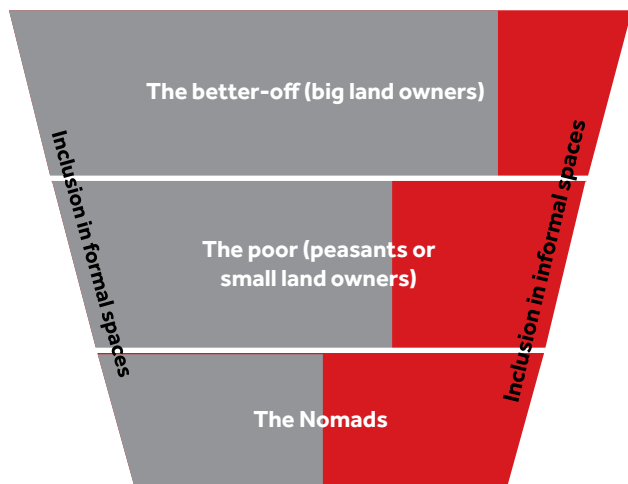 The better-off (big land owners)
Inclusion in formal spaces
Inclusion in informal spaces
The poor (peasants or
small land owners)
The Nomads